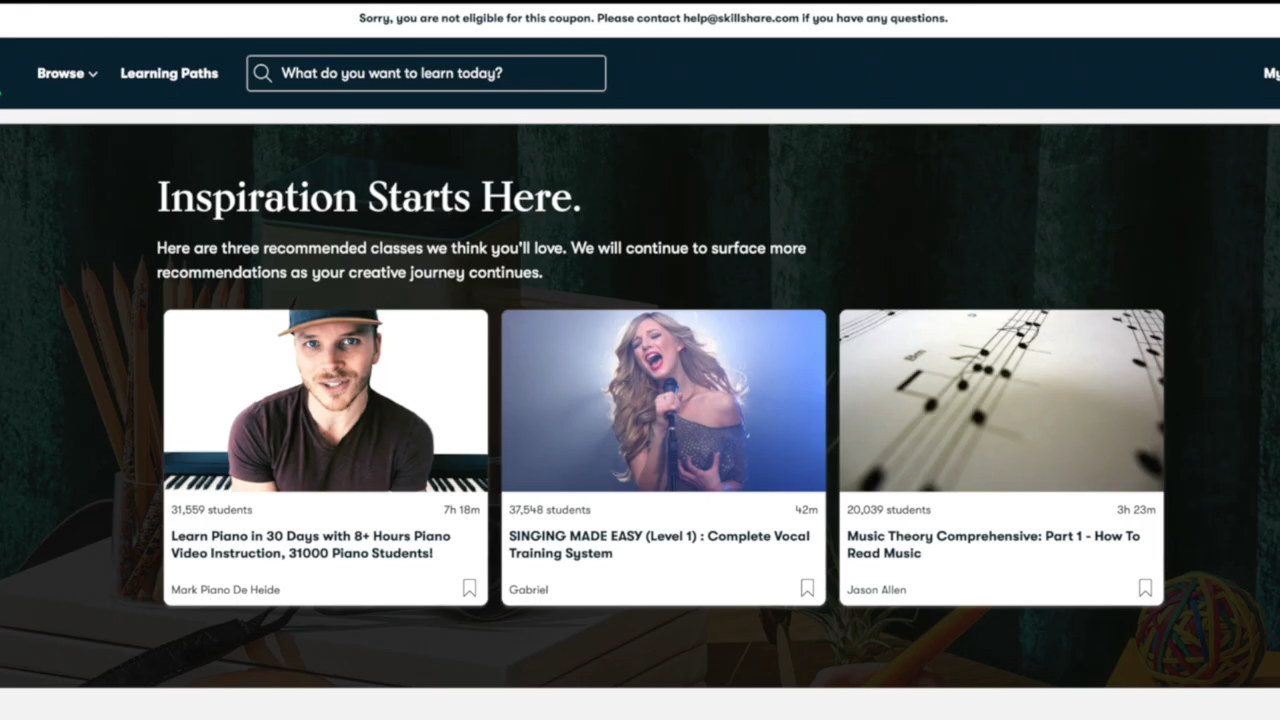 Sorry, you are not eligible for this coupon. Please contact help@skillshare.com if you have any questions.
Browse
Learning Paths
What do you want to learn today?
My
Inspiration Starts Here.
Here are three recommended classes we think you'll love. We will continue to surface more
recommendations as your creative journey continues.
31,559 students
7h 18m
Learn Piano in 30 Days with 8+ Hours Piano
Video Instruction, 31000 Piano Students!
Mark Piano De Heide
37,548 students
42m
SINGING MADE EASY (Level 1) : Complete Vocal
Training System
Gabriel
20,039 students
3h 23m
Music Theory Comprehensive: Part 1 - How To
Read Music
Jason Allen